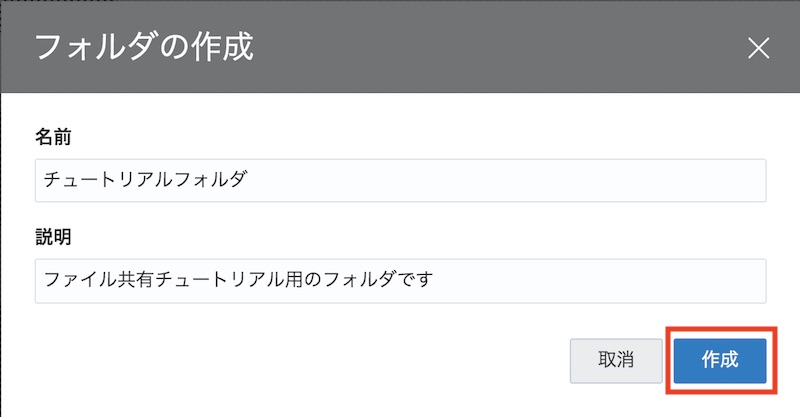 フォルダの作成
名前
チュートリアルフォルダ
説明
ファイル共有チュートリアル用のフォルダです
取消
作成